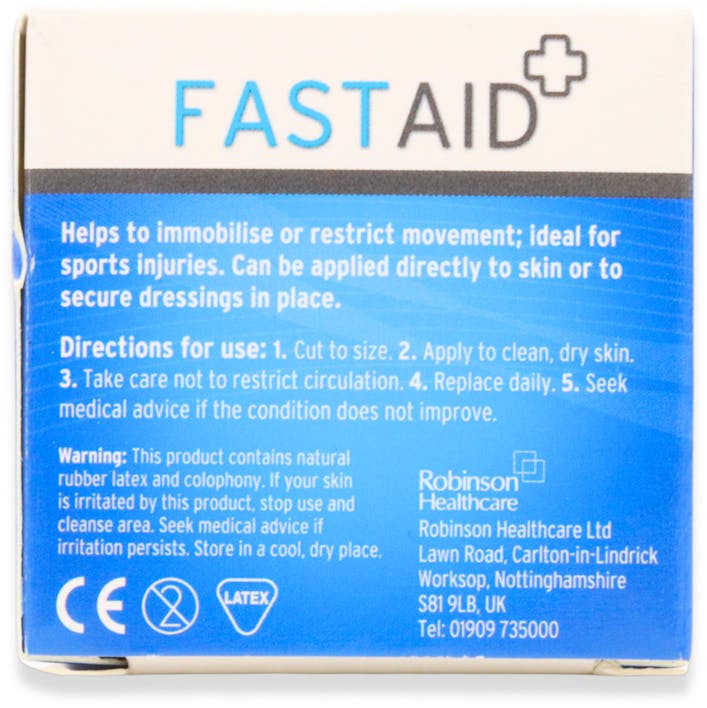 FASTAID
Helps to immobilise or restrict movement; ideal for
sports injuries. Can be applied directly to skin or to
secure dressings in place.
Directions for use: 1. Cut to size. 2. Apply to clean, dry skin.
3. Take care not to restrict circulation. 4. Replace daily. 5. Seek
medical advice if the condition does not improve.
Warning: This product contains natural
rubber latex and colophony. If your skin
is irritated by this product, stop use and
cleanse area. Seek medical advice if
irritation persists. Store in a cool, dry place.
CE 2 LATEX
Robinson
Healthcare
Robinson Healthcare Ltd
Lawn Road, Carlton-in-Lindrick
Worksop, Nottinghamshire
S81 9LB, UK
Tel: 01909 735000